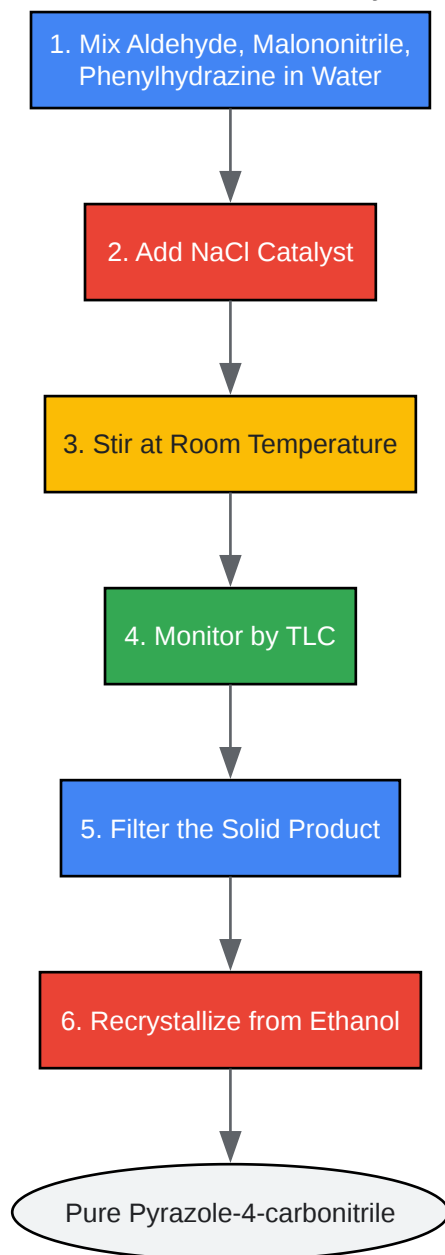 1. Mix Aldehyde, Malononitrile,
Phenylhydrazine in Water
2. Add NaCl Catalyst
3. Stir at Room Temperature
4. Monitor by TLC
5. Filter the Solid Product
6. Recrystallize from Ethanol
Pure Pyrazole-4-carbonitrile